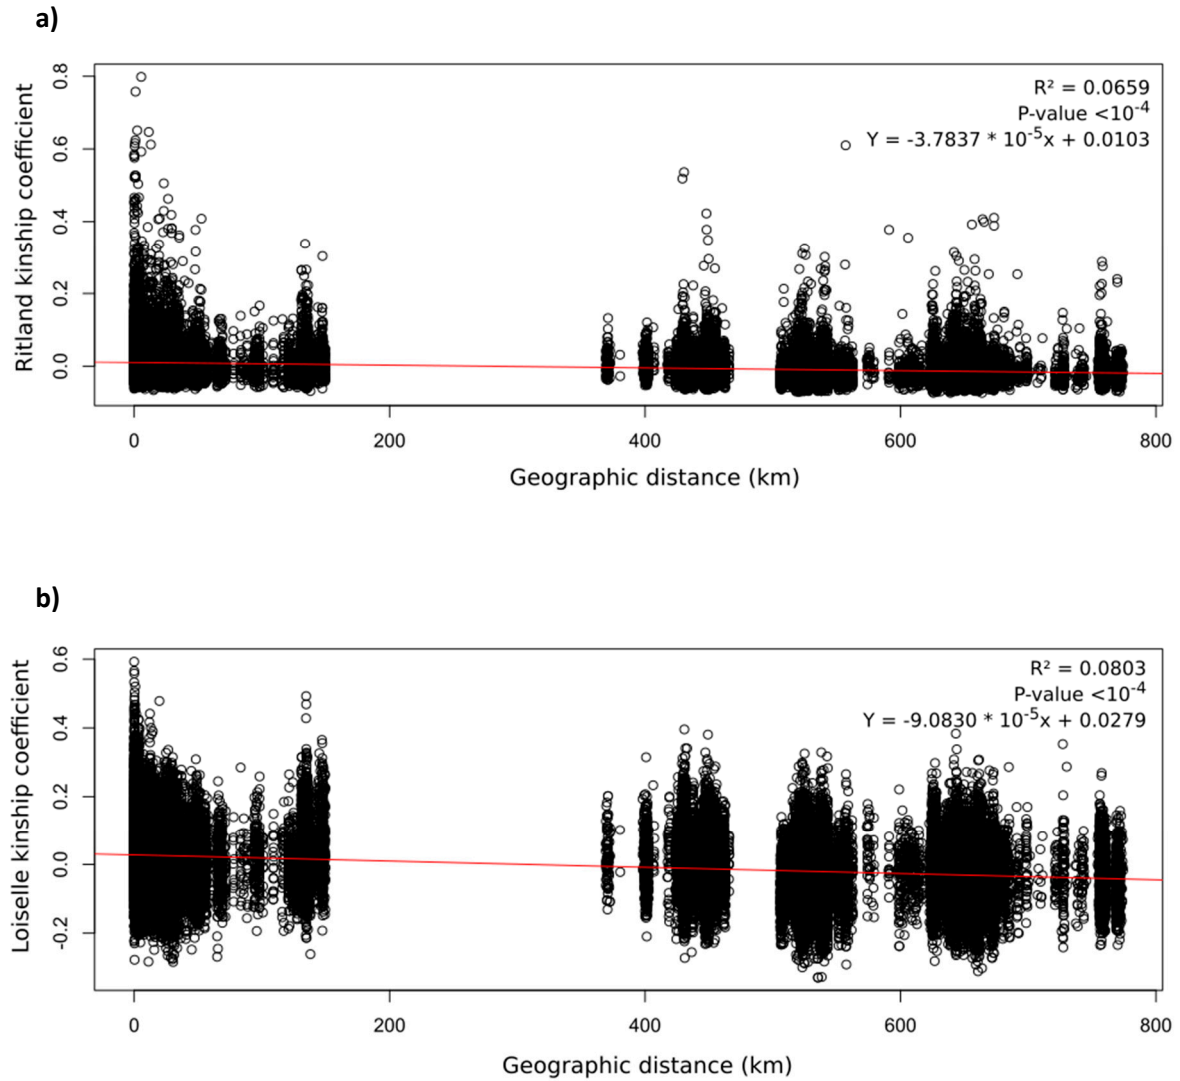 a)
Ritland kinship coefficient
0.8
0.6
0.4
0.2
0.0
R² = 0.0659
P-value <10⁻⁴
Y = -3.7837 * 10⁻⁵x + 0.0103
0 200 400 600 800
Geographic distance (km)
b)
Loiselle kinship coefficient
0.6
0.4
0.2
0.0
-0.2
R² = 0.0803
P-value <10⁻⁴
Y = -9.0830 * 10⁻⁵x + 0.0279
0 200 400 600 800
Geographic distance (km)